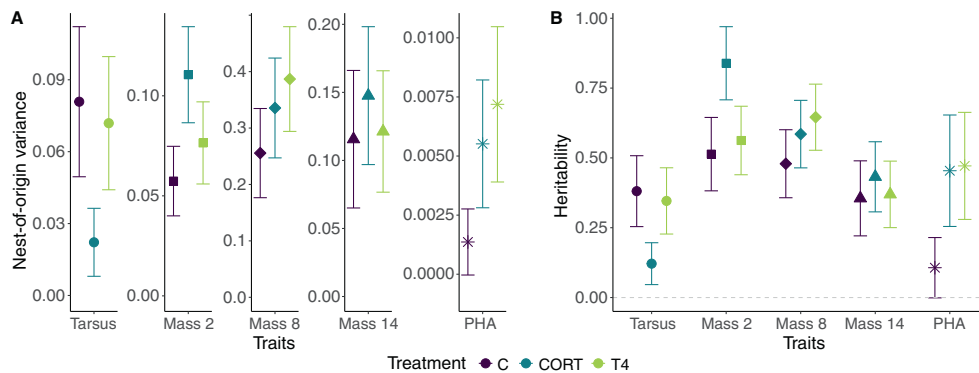 A
Nest-of-origin variance
0.09
0.06
0.03
0.00
Tarsus
0.10
0.05
0.00
Mass 2
0.4
0.3
0.2
0.1
0.0
Mass 8
0.20
0.15
0.10
0.05
0.00
Mass 14
0.0100
0.0075
0.0050
0.0025
0.0000
PHA
Traits
B
Heritability
1.00
0.75
0.50
0.25
0.00
Tarsus Mass 2 Mass 8 Mass 14 PHA
Traits
Treatment C CORT T4